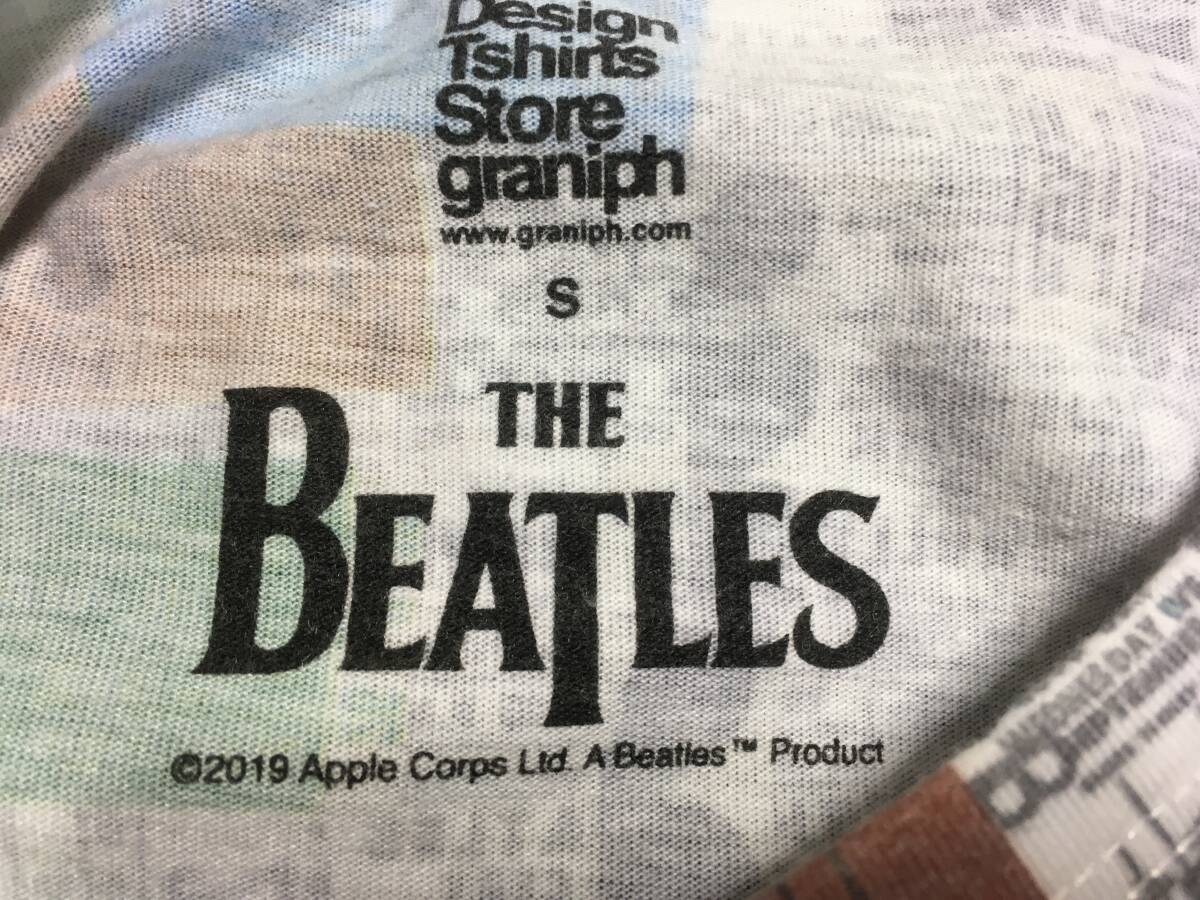 Design
Tshirts
Store
graniph
www.graniph.com
S
THE
BEATLES
©2019 Apple Corps Ltd. A Beatles™ Product